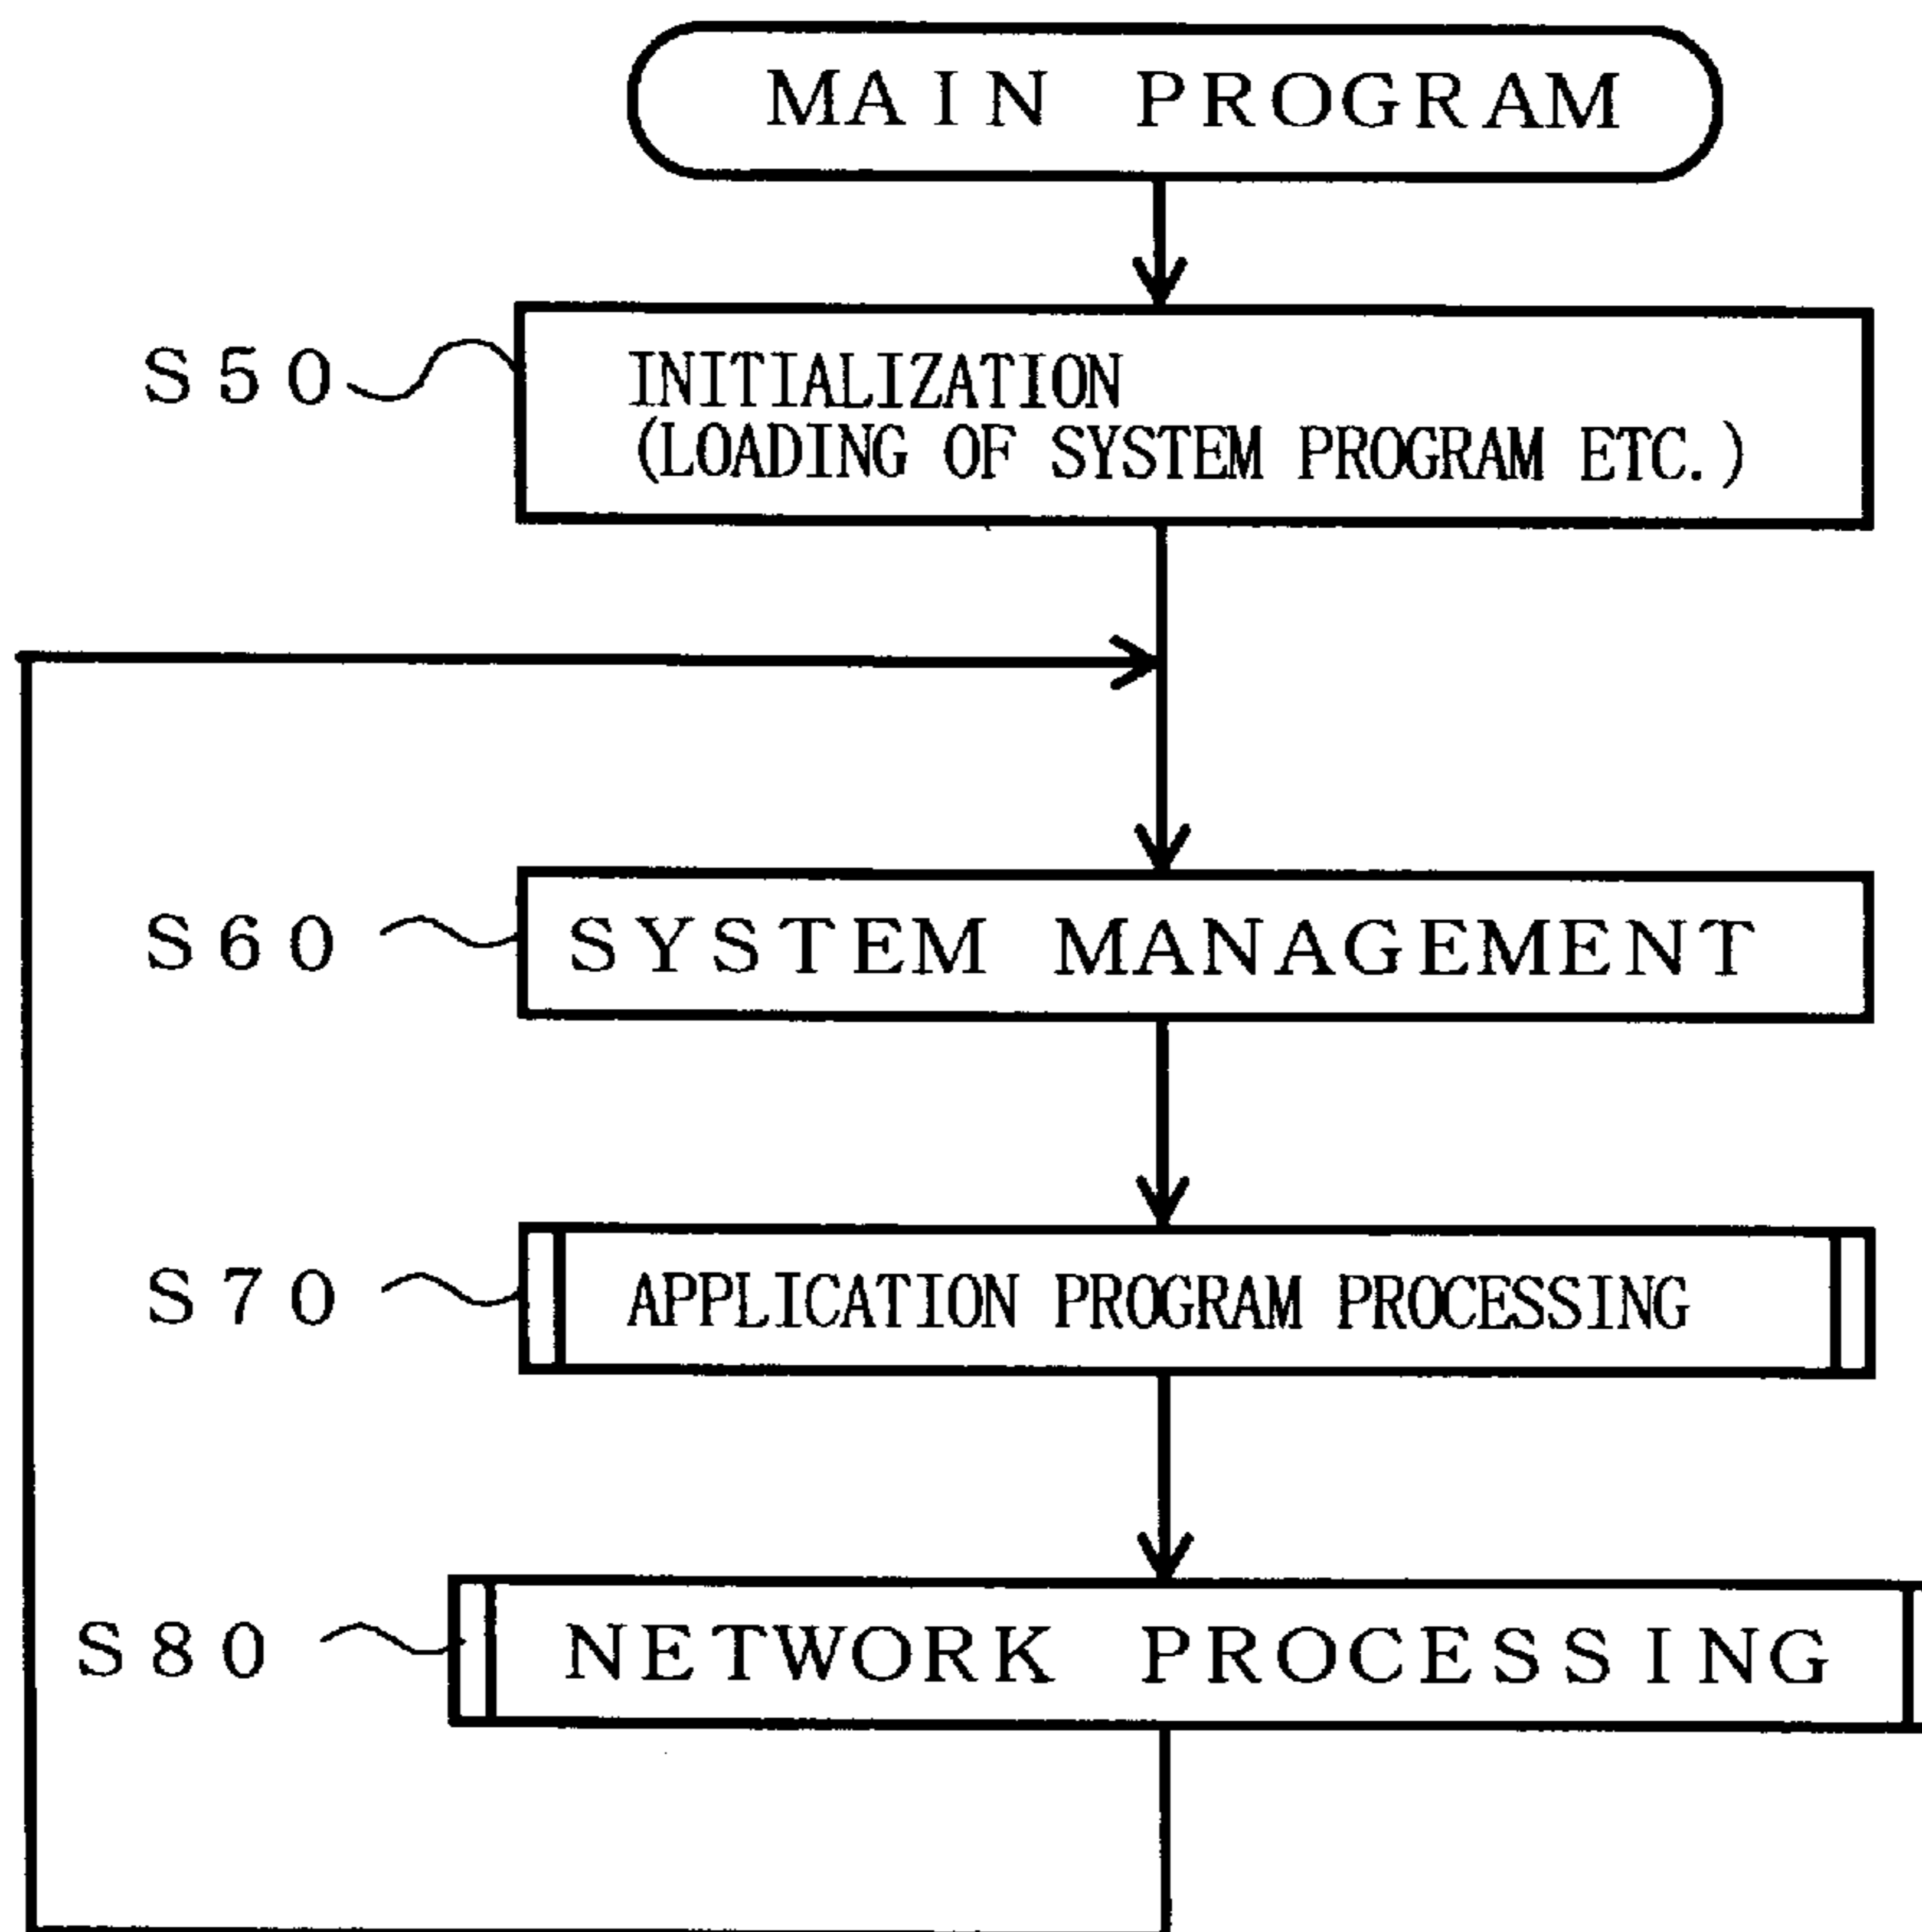 MAIN PROGRAM
S50
INITIALIZATION
(LOADING OF SYSTEM PROGRAM ETC.)
S60
SYSTEM MANAGEMENT
S70
APPLICATION PROGRAM PROCESSING
S80
NETWORK PROCESSING